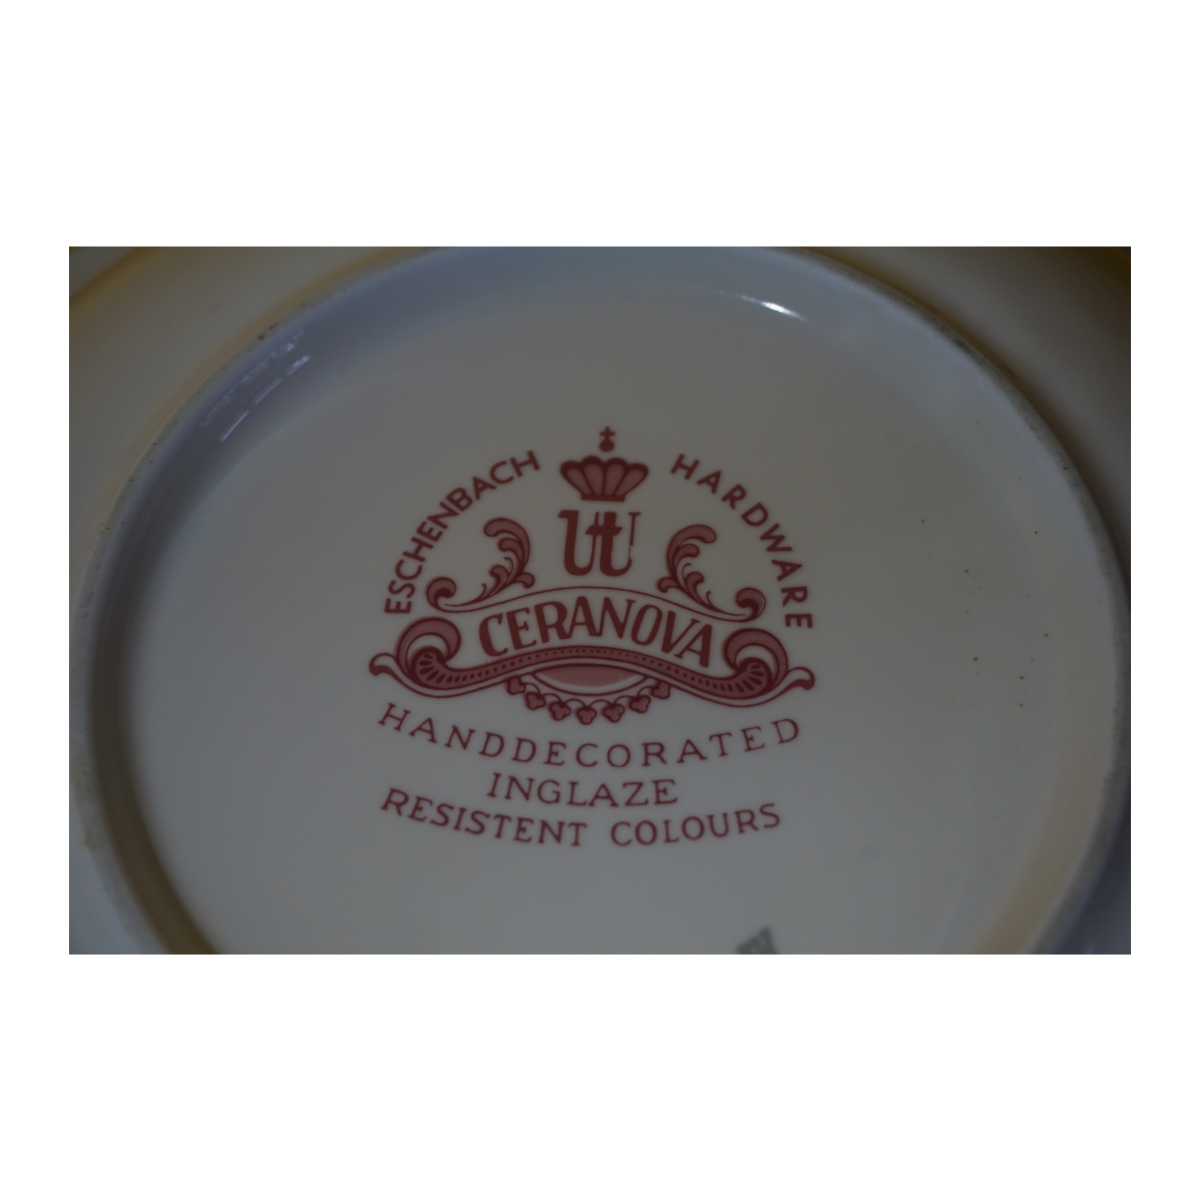 ESCHENBACH HARDWARE
CERANOVA
HANDDECORATED
INGLAZE
RESISTENT COLOURS